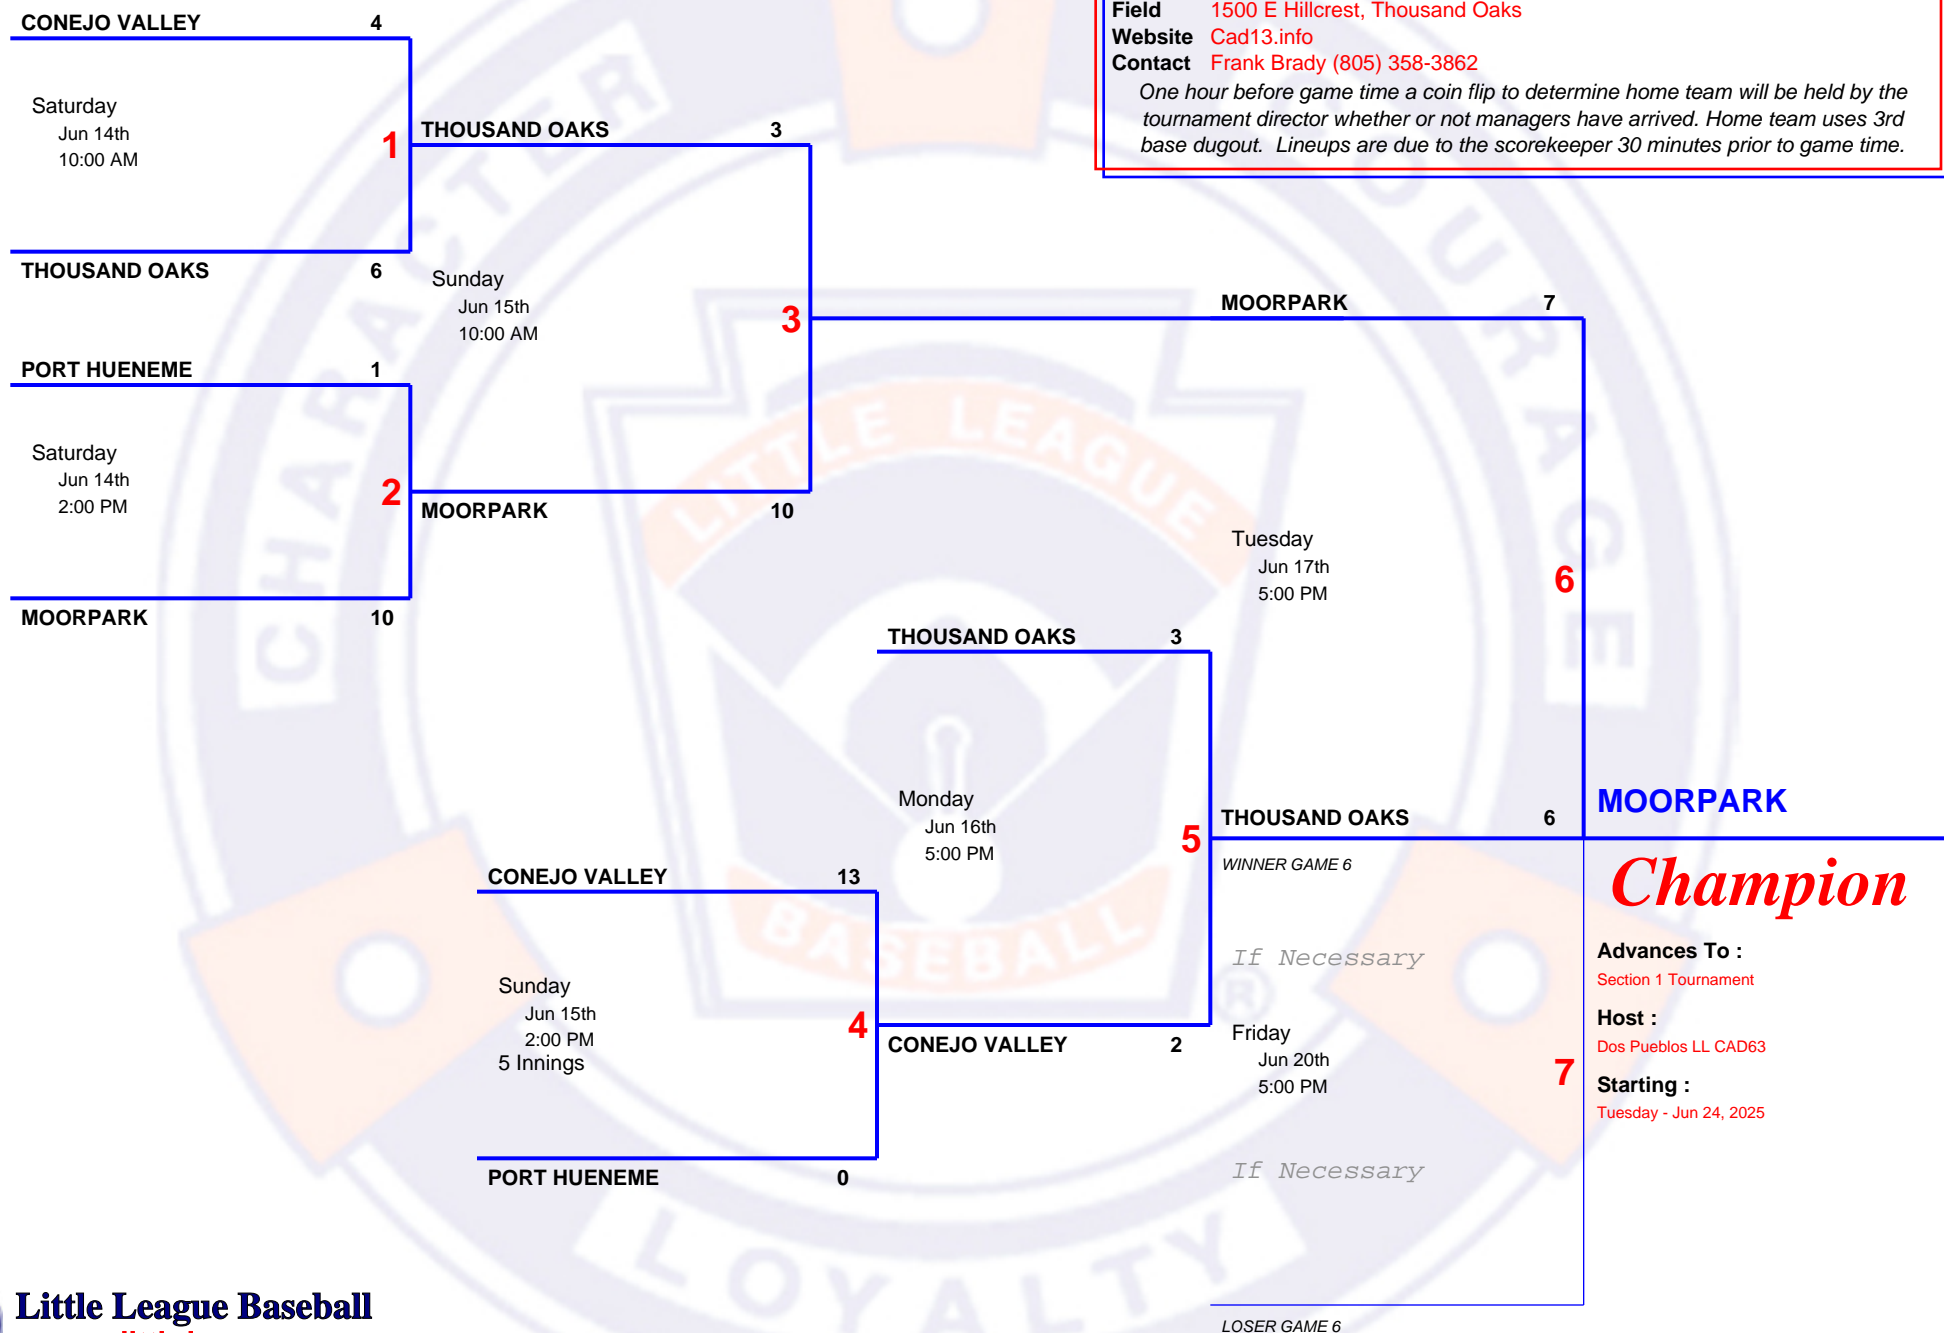 CONEJO VALLEY 4
Field 1500 E Hillcrest, Thousand Oaks
Website Cad13.info
Contact Frank Brady (805) 358-3862
One hour before game time a coin flip to determine home team will be held by the
tournament director whether or not managers have arrived. Home team uses 3rd
base dugout. Lineups are due to the scorekeeper 30 minutes prior to game time.
Saturday
Jun 14th
10:00 AM
1
THOUSAND OAKS 3
THOUSAND OAKS 6
Sunday
Jun 15th
10:00 AM
3
MOORPARK 7
PORT HUENEME 1
Saturday
Jun 14th
2:00 PM
2
MOORPARK 10
MOORPARK 10
Tuesday
Jun 17th
5:00 PM
6
THOUSAND OAKS 3
Monday
Jun 16th
5:00 PM
5
THOUSAND OAKS 6
WINNER GAME 6
MOORPARK
Champion
CONEJO VALLEY 13
Sunday
Jun 15th
2:00 PM
5 Innings
4
CONEJO VALLEY 2
PORT HUENEME 0
If Necessary
Friday
Jun 20th
5:00 PM
7
If Necessary
Advances To :
Section 1 Tournament
Host :
Dos Pueblos LL CAD63
Starting :
Tuesday - Jun 24, 2025
LOSER GAME 6
Little League Baseball
CHARACTER
COURAGE
LOYALTY
LITTLE LEAGUE
BASEBALL
®